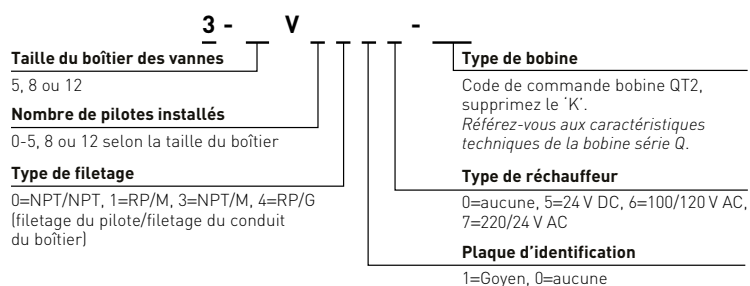 3 - __ V _ _ _ _ - __
Taille du boîtier des vannes
5, 8 ou 12
Nombre de pilotes installés
0-5, 8 ou 12 selon la taille du boîtier
Type de filetage
0=NPT/NPT, 1=RP/M, 3=NPT/M, 4=RP/G
(filetage du pilote/filetage du conduit
du boîtier)
Type de bobine
Code de commande bobine QT2,
supprimez le ‘K’.
Référez-vous aux caractéristiques
techniques de la bobine série Q.
Type de réchauffeur
0=aucune, 5=24 V DC, 6=100/120 V AC,
7=220/24 V AC
Plaque d’identification
1=Goyen, 0=aucune